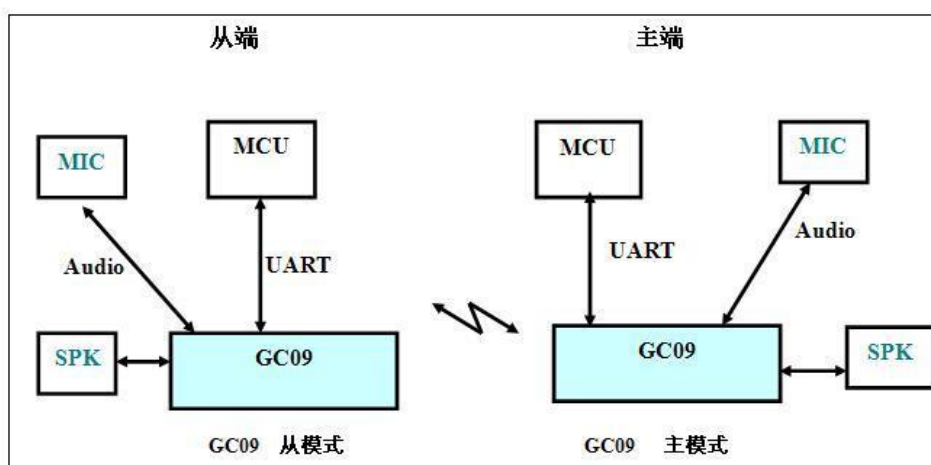 从端
主端
MIC
MCU
MCU
MIC
Audio
UART
UART
Audio
SPK
GC09
GC09
SPK
GC09 从模式
GC09 主模式